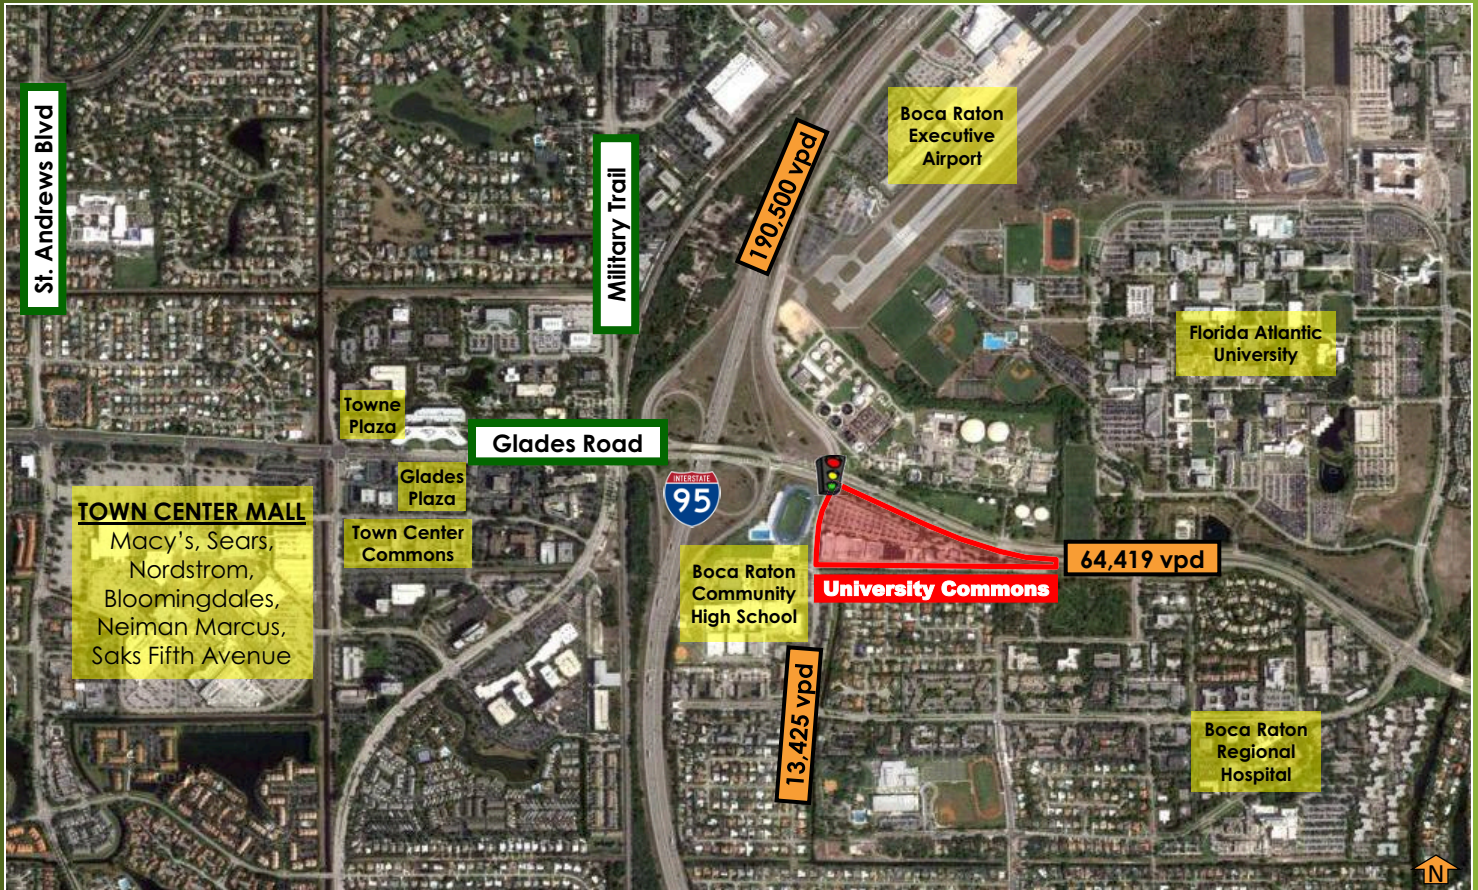 St. Andrews Blvd
Military Trail
190,500 vpd
Boca Raton
Executive
Airport
Florida Atlantic
University
Towne
Plaza
Glades Road
Glades
Plaza
INTERSTATE
95
TOWN CENTER MALL
Macy's, Sears,
Nordstrom,
Bloomingdales,
Neiman Marcus,
Saks Fifth Avenue
Town Center
Commons
Boca Raton
Community
High School
University Commons
64,419 vpd
13,425 vpd
Boca Raton
Regional
Hospital
N